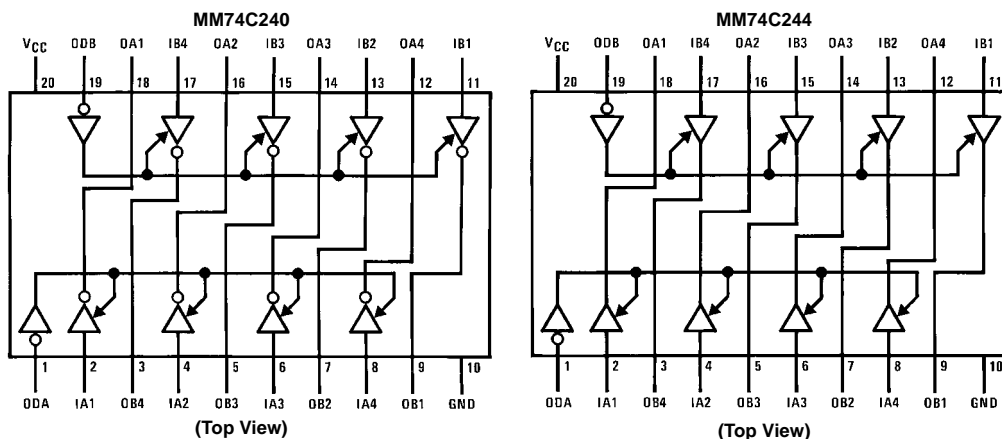 MM74C240
VCC ODB OA1 IB4 OA2 IB3 OA3 IB2 OA4 IB1
20 19 18 17 16 15 14 13 12 11
1 2 3 4 5 6 7 8 9 10
ODA IA1 OB4 IA2 OB3 IA3 OB2 IA4 OB1 GND
(Top View)
MM74C244
VCC ODB OA1 IB4 OA2 IB3 OA3 IB2 OA4 IB1
20 19 18 17 16 15 14 13 12 11
1 2 3 4 5 6 7 8 9 10
ODA IA1 OB4 IA2 OB3 IA3 OB2 IA4 OB1 GND
(Top View)